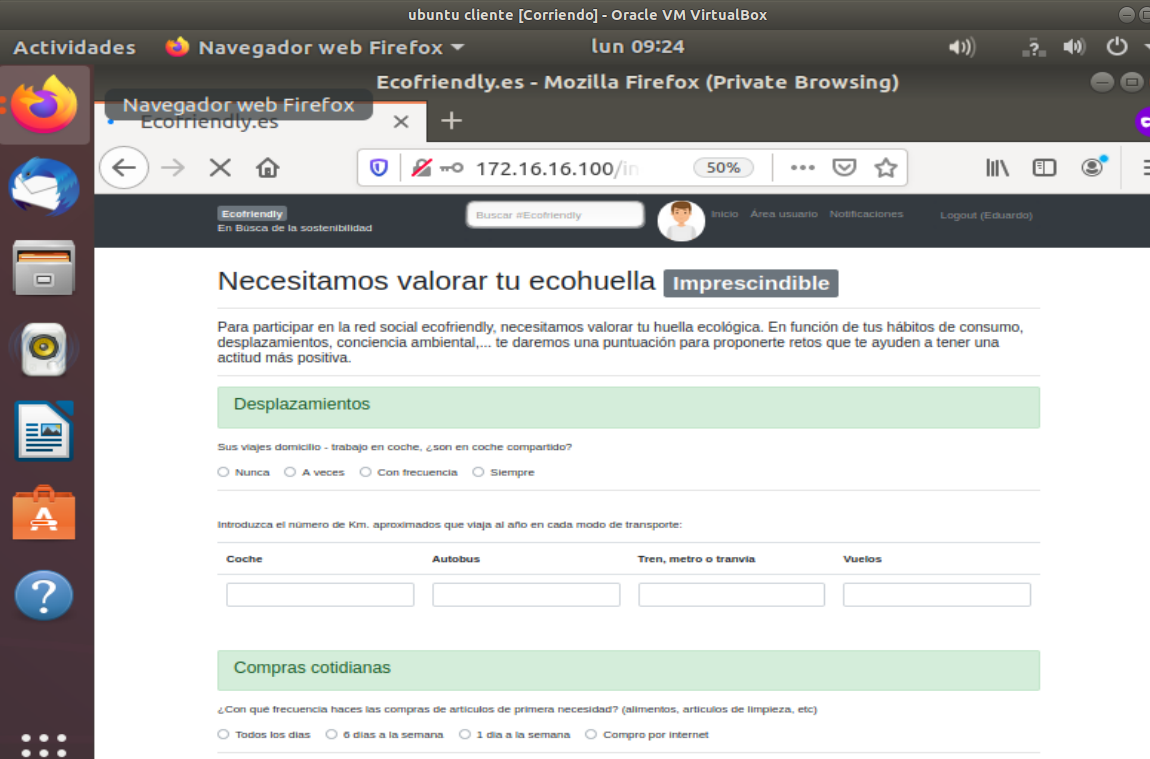 ubuntu cliente [Corriendo] - Oracle VM VirtualBox
Actividades Navegador web Firefox lun 09:24
Ecofriendly.es - Mozilla Firefox (Private Browsing)
Navegador web Firefox
Ecofriendly.es
172.16.16.100/in 50%
Ecofriendly
En Búsca de la sostenibilidad
Buscar #Ecofriendly
Inicio Área usuario Notificaciones Logout (Eduardo)
Necesitamos valorar tu ecohuella Imprescindible
Para participar en la red social ecofriendly, necesitamos valorar tu huella ecológica. En función de tus hábitos de consumo,
desplazamientos, conciencia ambiental,... te daremos una puntuación para proponerte retos que te ayuden a tener una
actitud más positiva.
Desplazamientos
Sus viajes domicilio - trabajo en coche, ¿son en coche compartido?
Nunca A veces Con frecuencia Siempre
Introduzca el número de Km. aproximados que viaja al año en cada modo de transporte:
Coche Autobus Tren, metro o tranvía Vuelos
Compras cotidianas
¿Con qué frecuencia haces las compras de artículos de primera necesidad? (alimentos, artículos de limpieza, etc)
Todos los días 6 días a la semana 1 día a la semana Compro por internet